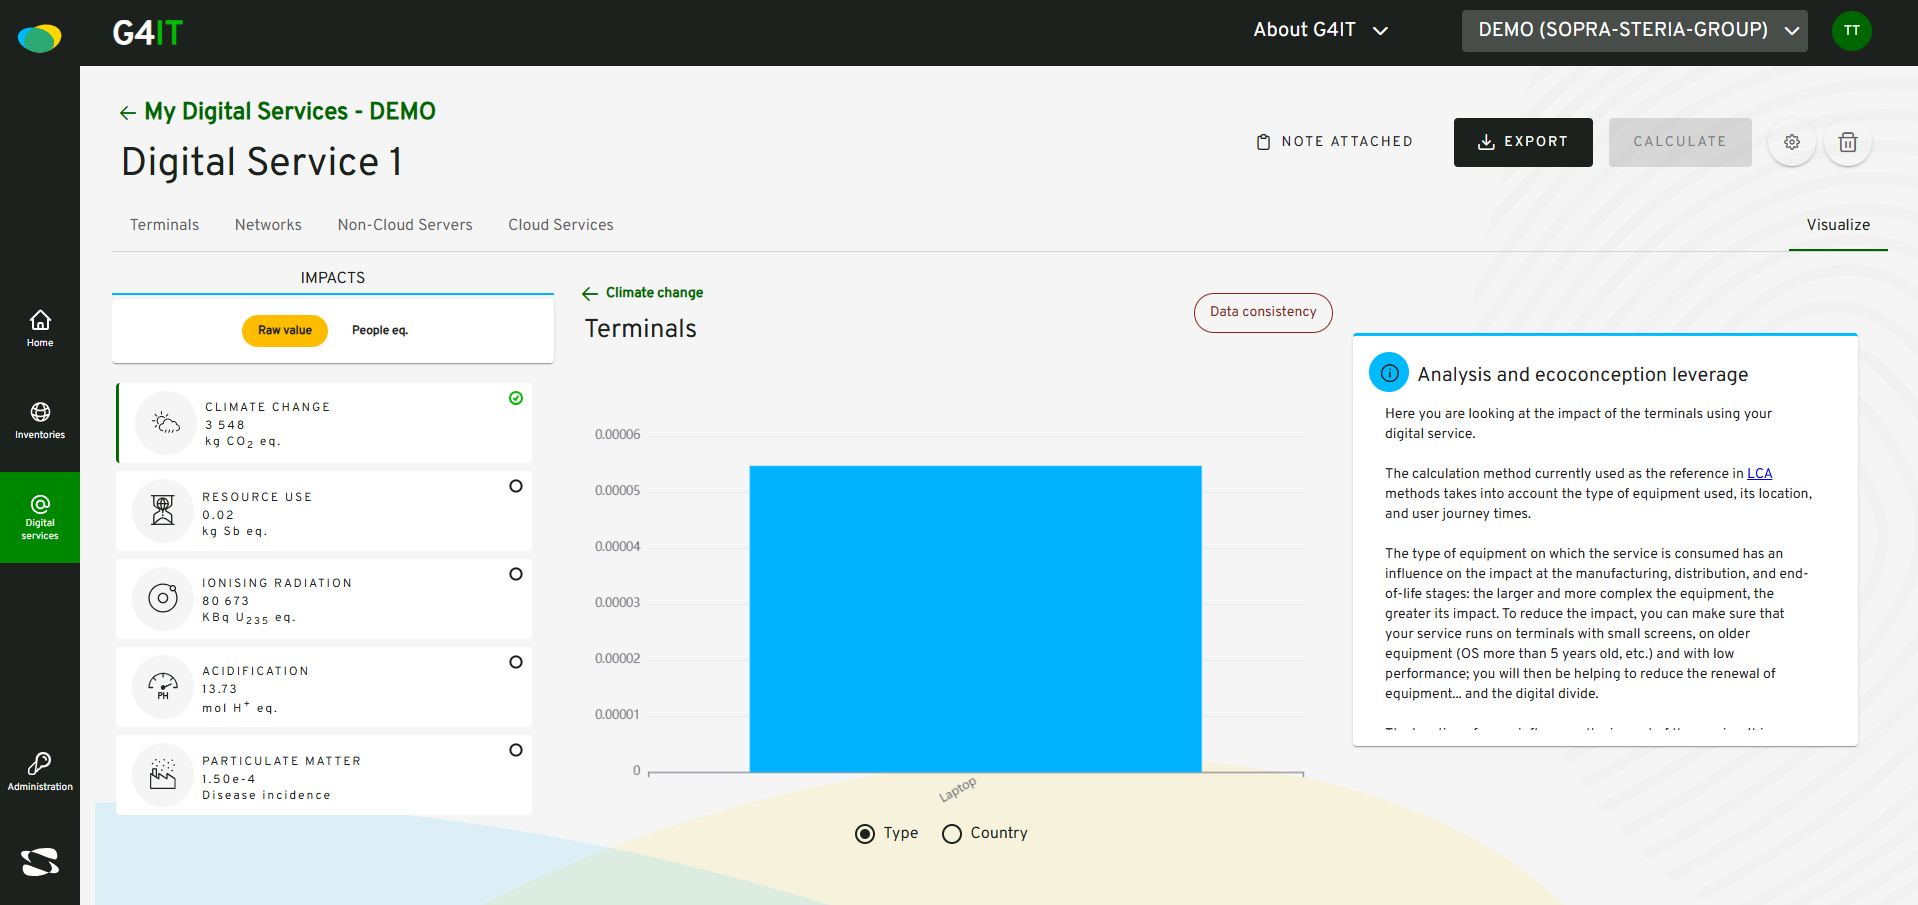 G4IT
About G4IT
DEMO (SOPRA-STERIA-GROUP)
TT
My Digital Services - DEMO
Digital Service 1
NOTE ATTACHED
EXPORT
CALCULATE
Terminals
Networks
Non-Cloud Servers
Cloud Services
Visualize
Home
Inventories
Digital
services
Administration
IMPACTS
Raw value
People eq.
CLIMATE CHANGE
3 548
kg CO2 eq.
RESOURCE USE
0.02
kg Sb eq.
IONISING RADIATION
80 673
KBq U235 eq.
PH
ACIDIFICATION
13.73
mol H+ eq.
PARTICULATE MATTER
1.50e-4
Disease incidence
Climate change
Terminals
Data consistency
0.00006
0.00005
0.00004
0.00003
0.00002
0.00001
0
Laptop
Type
Country
Analysis and ecoconception leverage
Here you are looking at the impact of the terminals using your
digital service.
The calculation method currently used as the reference in LCA
methods takes into account the type of equipment used, its location,
and user journey times.
The type of equipment on which the service is consumed has an
influence on the impact at the manufacturing, distribution, and end-
of-life stages: the larger and more complex the equipment, the
greater its impact. To reduce the impact, you can make sure that
your service runs on terminals with small screens, on older
equipment (OS more than 5 years old, etc.) and with low
performance; you will then be helping to reduce the renewal of
equipment... and the digital divide.